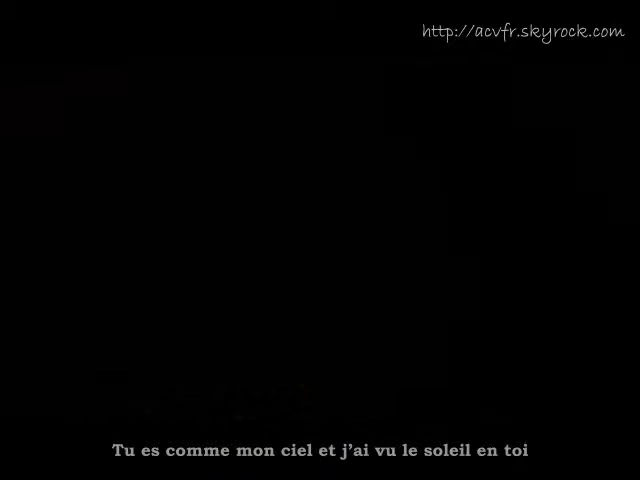 http://acvfr.skyrock.com
Tu es comme mon ciel et j'ai vu le soleil en toi